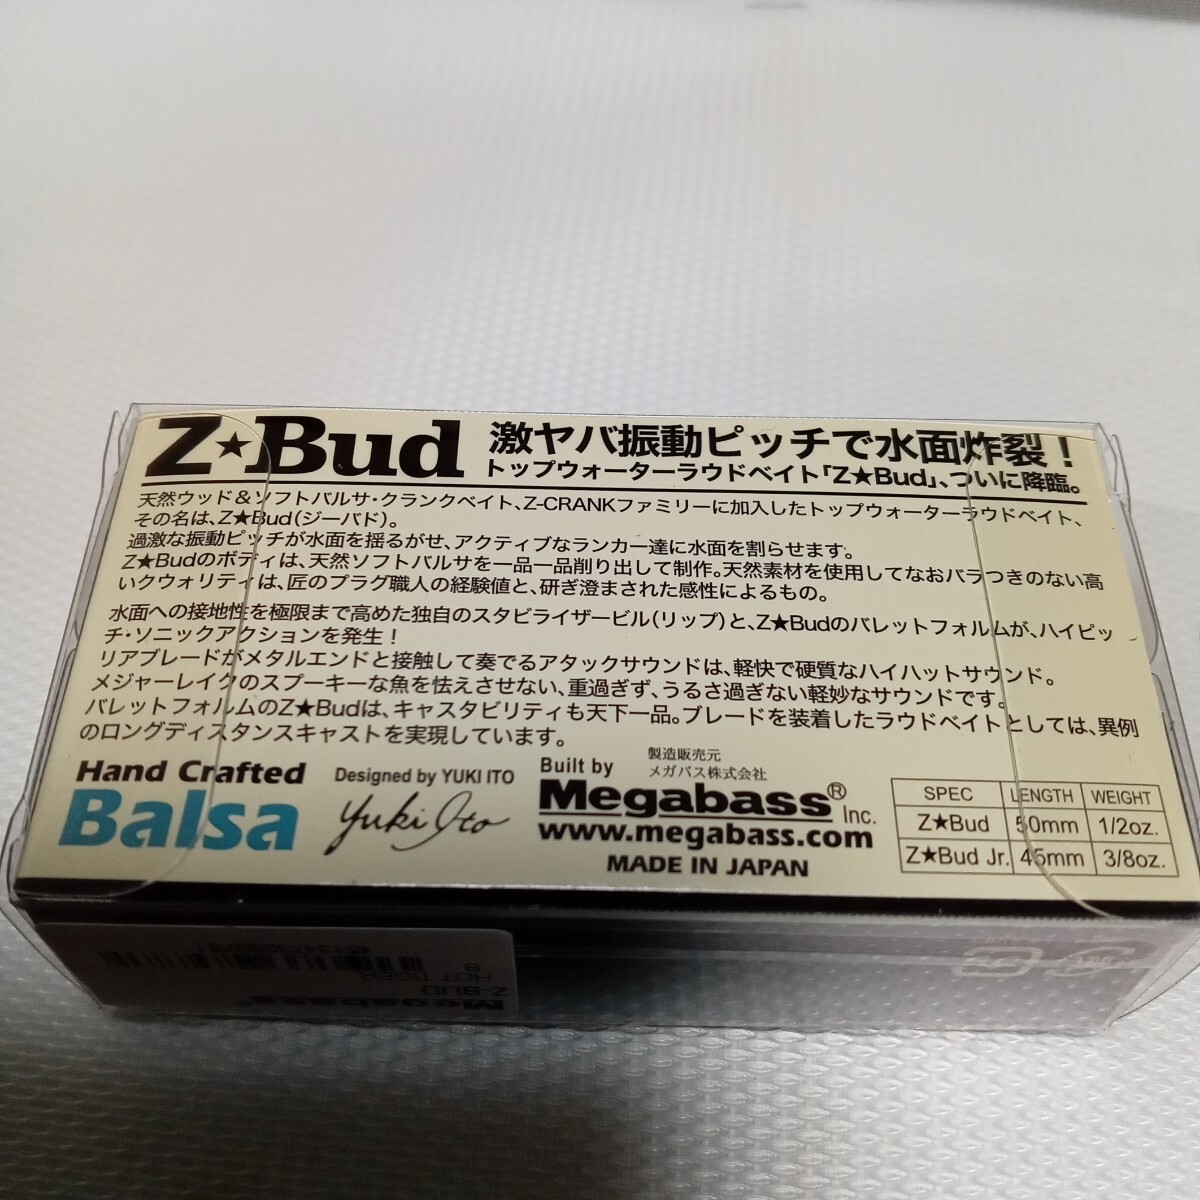 Z★Bud
激ヤバ振動ピッチで水面炸裂！
トップウォーターラウドベイト「Z★Bud」、ついに降臨。
天然ウッド＆ソフトバルサ・クランクベイト、Z-CRANKファミリーに加入したトップウォーターラウドベイト、
その名は、Z★Bud（ジーバド）。
過激な振動ピッチが水面を揺るがせ、アクティブなランカー達に水面を割らせます。
Z★Budのボディは、天然ソフトバルサを一品一品削り出して制作。天然素材を使用してなおバラつきのない高
いクウォリティは、匠のプラグ職人の経験値と、研ぎ澄まされた感性によるもの。
水面への接地性を極限まで高めた独自のスタビライザービル（リップ）と、Z★Budのバレットフォルムが、ハイピッ
チ・ソニックアクションを発生！
リアブレードがメタルエンドと接触して奏でるアタックサウンドは、軽快で硬質なハイハットサウンド。
メジャーレイクのスプーキーな魚を怯えさせない、重過ぎず、うるさ過ぎない軽妙なサウンドです。
バレットフォルムのZ★Budは、キャスタビリティも天下一品。ブレードを装着したラウドベイトとしては、異例
のロングディスタンスキャストを実現しています。
Hand Crafted
Balsa
Designed by YUKI ITO
Yuki Ito
Built by
製造販売元
メガバス株式会社
Megabass® Inc.
www.megabass.com
MADE IN JAPAN
SPEC LENGTH WEIGHT
Z★Bud 50mm 1/2oz.
Z★Bud Jr. 45mm 3/8oz.
Megabass
Z-BUD
HOT TIGER